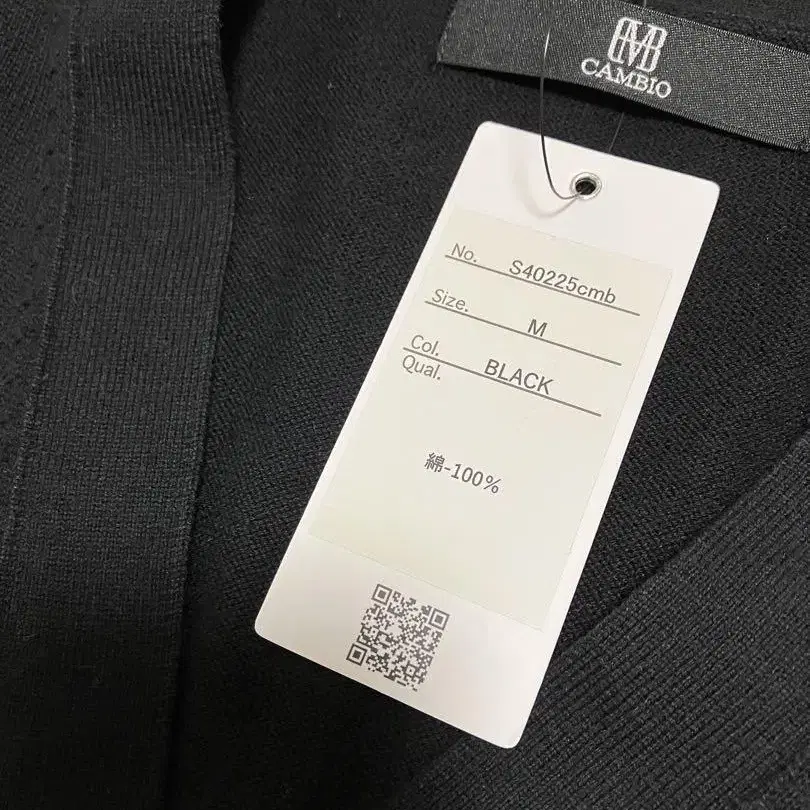 CAMBIO
No. S40225cmb
Size. M
Col. BLACK
Qual.
綿-100%